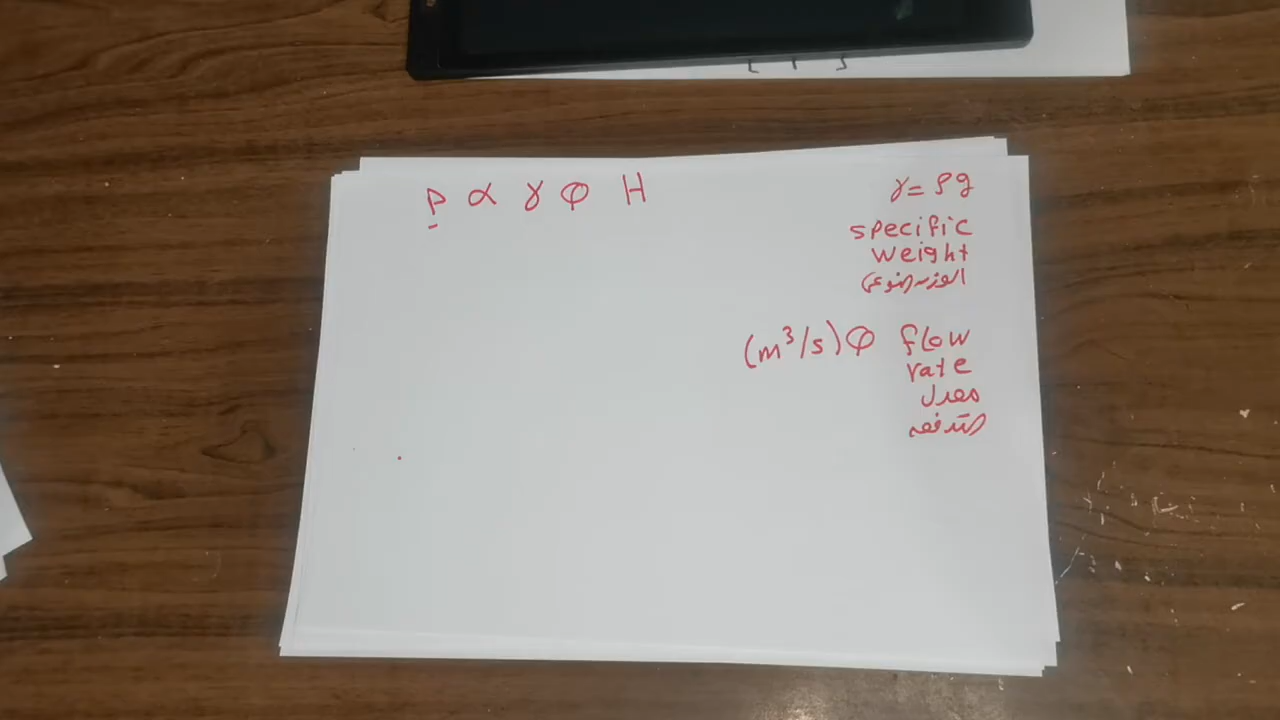 P ∝ γ Q H
γ = ρg
specific
weight
الوزن النوعي
(m³/s) Q flow
rate
معدل
التدفق